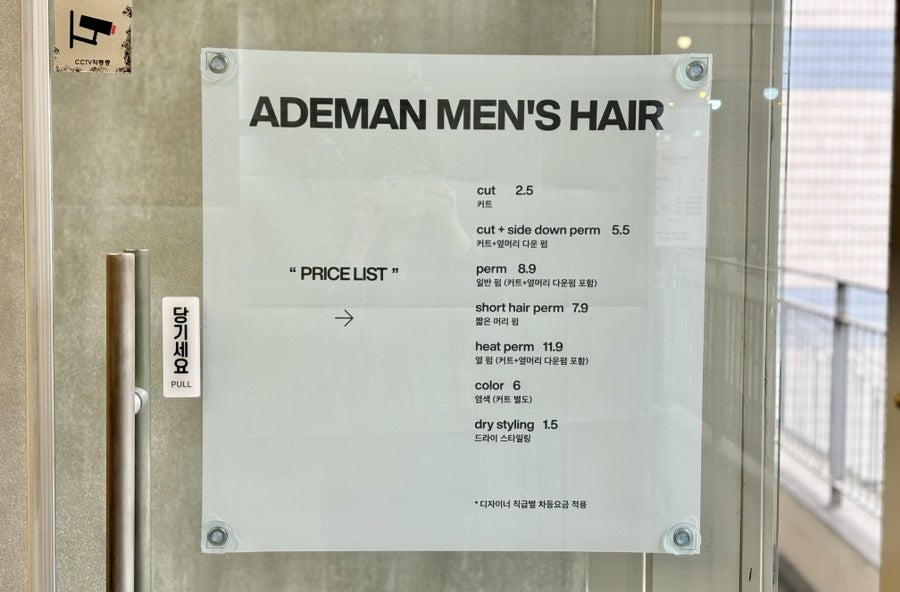 CCTV작동중
ADEMAN MEN'S HAIR
cut 2.5
커트
cut + side down perm 5.5
커트+옆머리 다운 펌
“ PRICE LIST ”
→
perm 8.9
일반 펌 (커트+옆머리 다운펌 포함)
short hair perm 7.9
짧은 머리 펌
heat perm 11.9
열 펌 (커트+옆머리 다운펌 포함)
color 6
염색 (커트 별도)
dry styling 1.5
드라이 스타일링
* 디자이너 직급별 차등요금 적용
당기세요
PULL